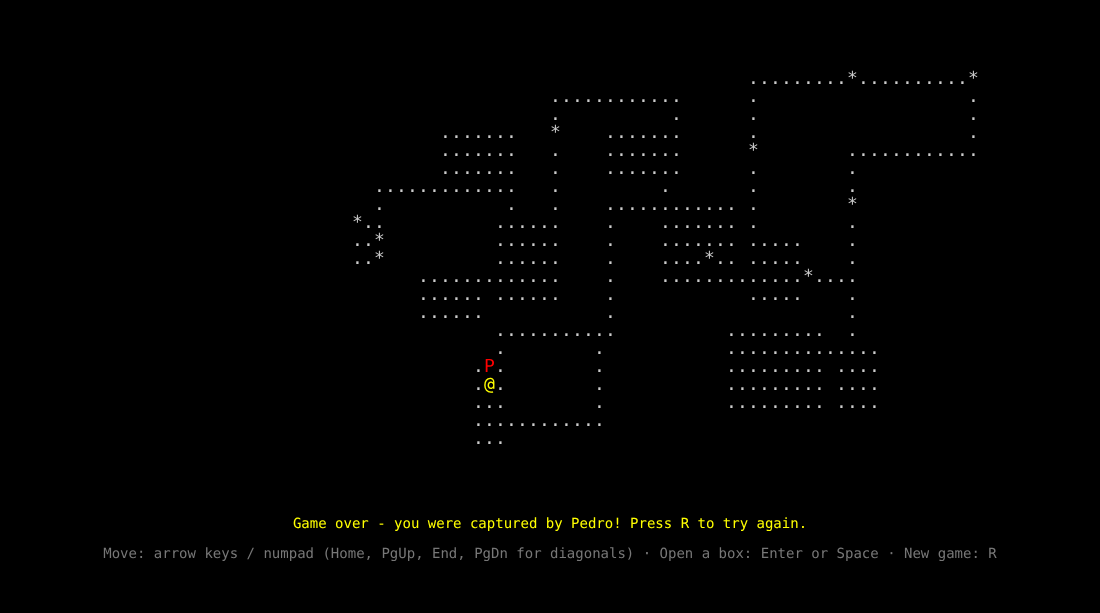 Game over - you were captured by Pedro! Press R to try again.
Move: arrow keys / numpad (Home, PgUp, End, PgDn for diagonals) · Open a box: Enter or Space · New game: R